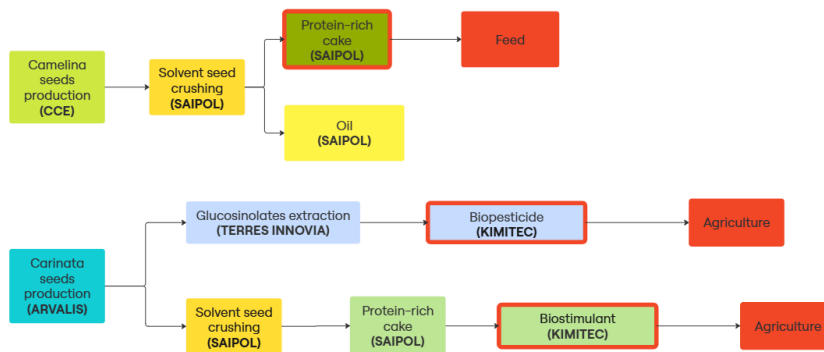 Protein-rich
cake
(SAIPOL)
Feed
Camelina
seeds
production
(CCE)
Solvent seed
crushing
(SAIPOL)
Oil
(SAIPOL)
Glucosinolates extraction
(TERRES INNOVIA)
Biopesticide
(KIMITEC)
Agriculture
Carinata
seeds
production
(ARVALIS)
Solvent seed
crushing
(SAIPOL)
Protein-rich
cake
(SAIPOL)
Biostimulant
(KIMITEC)
Agriculture